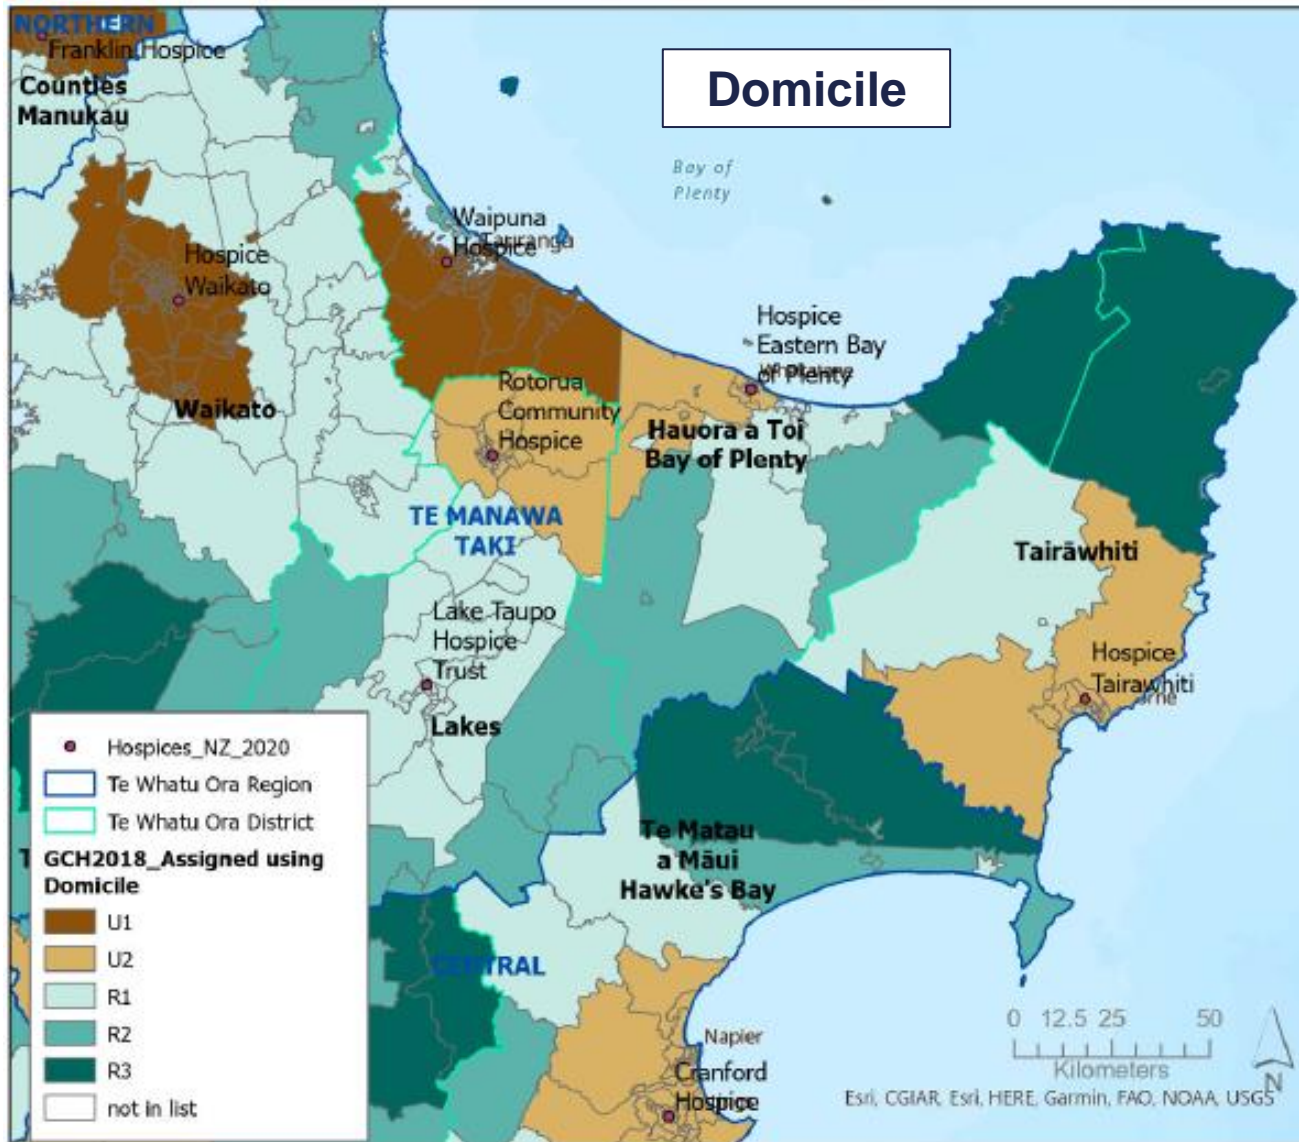 Domicile
NORTHERN
Franklin Hospice
Counties
Manukau
Bay of
Plenty
Waipuna
Hospice
Tauranga
Hospice
Waikato
Waikato
Hospice
Eastern Bay
of Plenty
Whakatane
Rotorua
Community
Hospice
Hauora a Toi
Bay of Plenty
TE MANAWA
TAKI
Tairāwhiti
Lake Taupo
Hospice
Trust
Lakes
Hospice
Tairawhiti
Te Matau
a Māui
Hawke's Bay
CENTRAL
Napier
Cranford
Hospice
Hospices_NZ_2020
Te Whatu Ora Region
Te Whatu Ora District
GCH2018_Assigned using
Domicile
U1
U2
R1
R2
R3
not in list
0 12.5 25 50
Kilometers
N
Esri, CGIAR, Esri, HERE, Garmin, FAO, NOAA, USGS